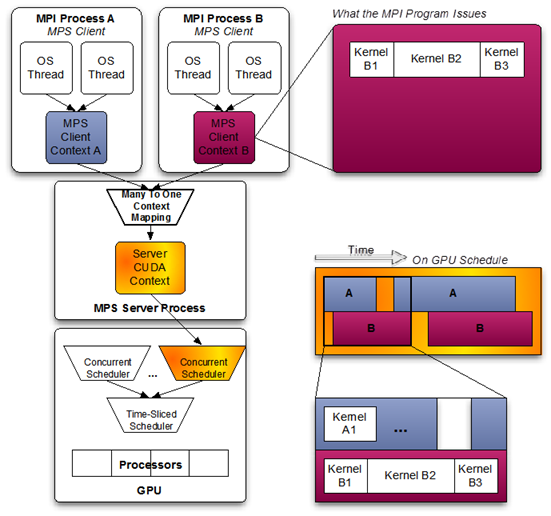 MPI Process A
MPS Client
OS
Thread
OS
Thread
MPS
Client
Context A
MPI Process B
MPS Client
OS
Thread
OS
Thread
MPS
Client
Context B
What the MPI Program Issues
Kernel
B1
Kernel B2
Kernel
B3
Many To One
Context
Mapping
Server
CUDA
Context
MPS Server Process
Concurrent
Scheduler
...
Concurrent
Scheduler
Time-Sliced
Scheduler
Processors
GPU
Time
On GPU Schedule
A
A
B
B
Kernel
A1
...
Kernel
B1
Kernel B2
Kernel
B3